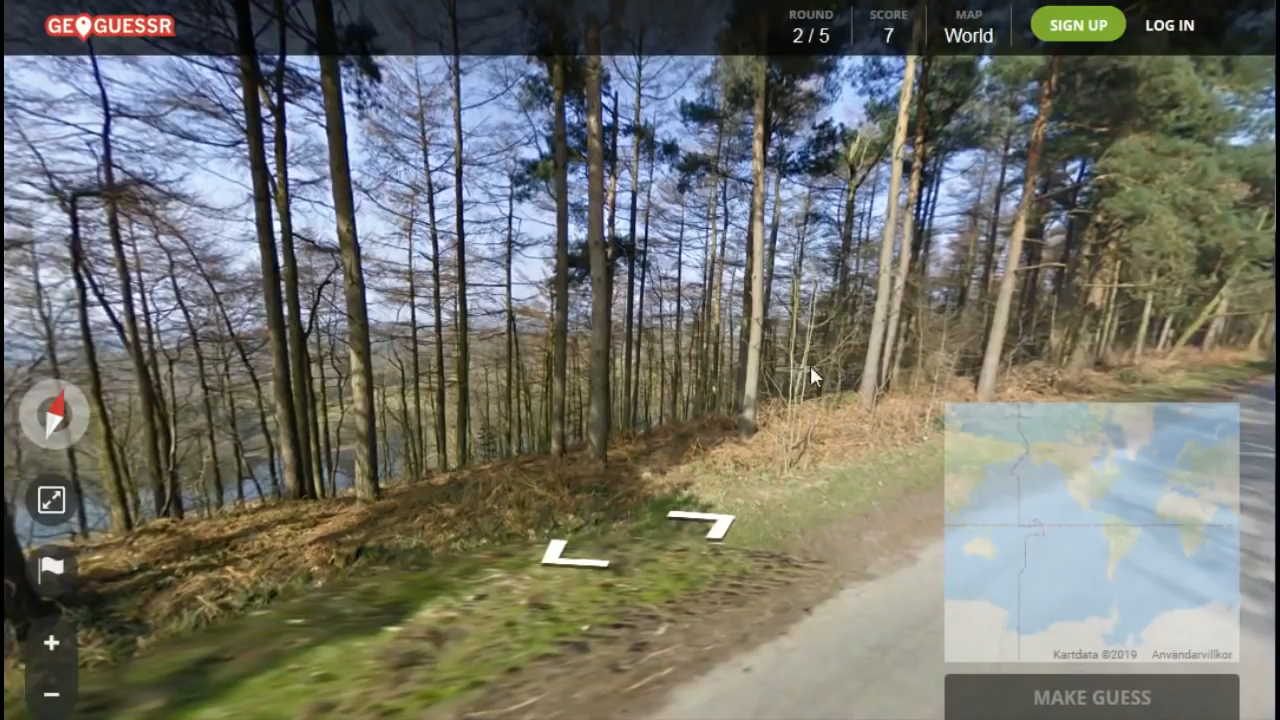 GEOGUESSR
ROUND
2 / 5
SCORE
7
MAP
World
SIGN UP
LOG IN
+
−
Kartdata ©2019 Användarvillkor
MAKE GUESS